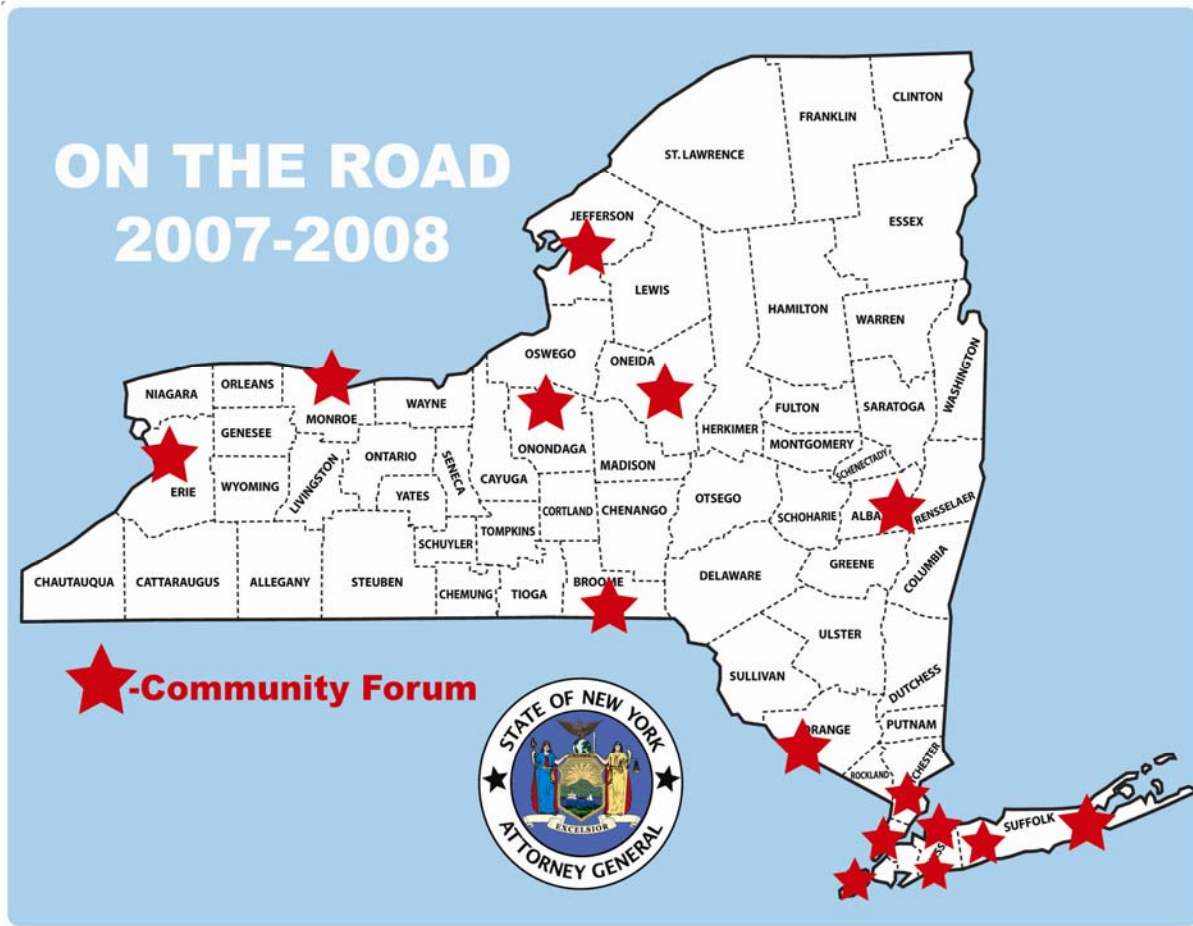 ON THE ROAD
2007-2008
CLINTON
FRANKLIN
ST. LAWRENCE
ESSEX
JEFFERSON
LEWIS
HAMILTON
WARREN
WASHINGTON
OSWEGO
ONEIDA
NIAGARA
ORLEANS
MONROE
WAYNE
FULTON
SARATOGA
HERKIMER
MONTGOMERY
SCHENECTADY
GENESEE
ONTARIO
SENECA
CAYUGA
ONONDAGA
MADISON
ERIE
WYOMING
LIVINGSTON
YATES
CORTLAND
CHENANGO
OTSEGO
SCHOHARIE
ALBA
RENSSELAER
SCHUYLER
TOMPKINS
CHAUTAUQUA
CATTARAUGUS
ALLEGANY
STEUBEN
CHEMUNG
TIOGA
BROOME
DELAWARE
GREENE
COLUMBIA
ULSTER
SULLIVAN
DUTCHESS
PUTNAM
RANGE
ROCKLAND
CHESTER
SUFFOLK
SS
-Community Forum
STATE OF NEW YORK
EXCELSIOR
ATTORNEY GENERAL